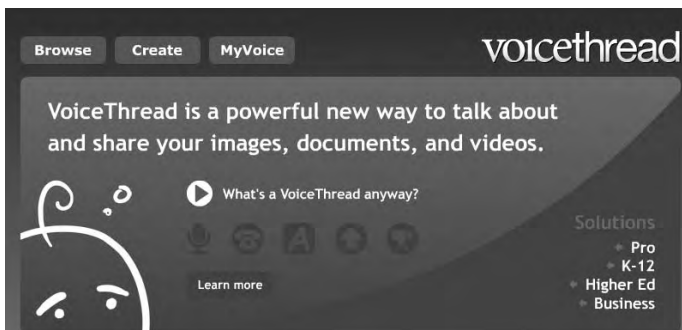 Browse
Create
MyVoice
voicethread
VoiceThread is a powerful new way to talk about
and share your images, documents, and videos.
What's a VoiceThread anyway?
A
Learn more
Solutions
Pro
K-12
Higher Ed
Business